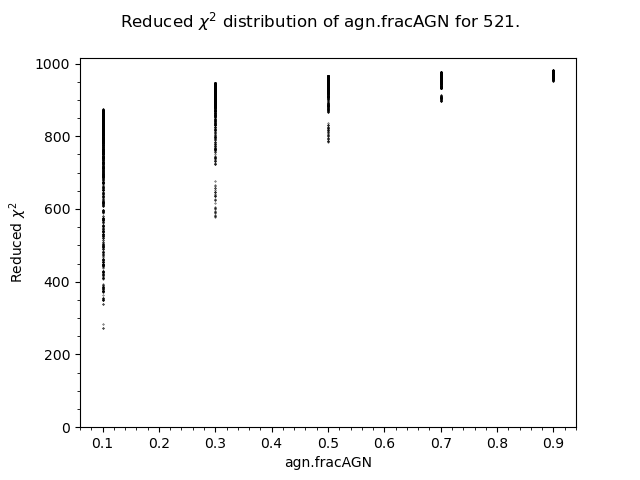 Reduced χ² distribution of agn.fracAGN for 521.
1000
800
600
400
200
0
Reduced χ²
0.1 0.2 0.3 0.4 0.5 0.6 0.7 0.8 0.9
agn.fracAGN